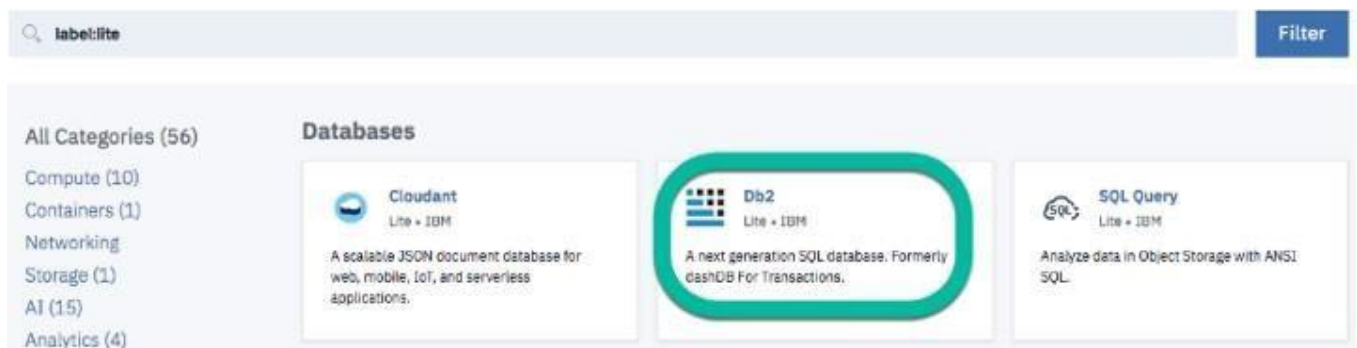 label:lite
Filter
All Categories (56)
Compute (10)
Containers (1)
Networking
Storage (1)
AI (15)
Analytics (4)
Databases
Cloudant
Lite • IBM
A scalable JSON document database for
web, mobile, IoT, and serverless
applications.
Db2
Lite • IBM
A next generation SQL database. Formerly
dashDB For Transactions.
SQL
SQL Query
Lite • IBM
Analyze data in Object Storage with ANSI
SQL.